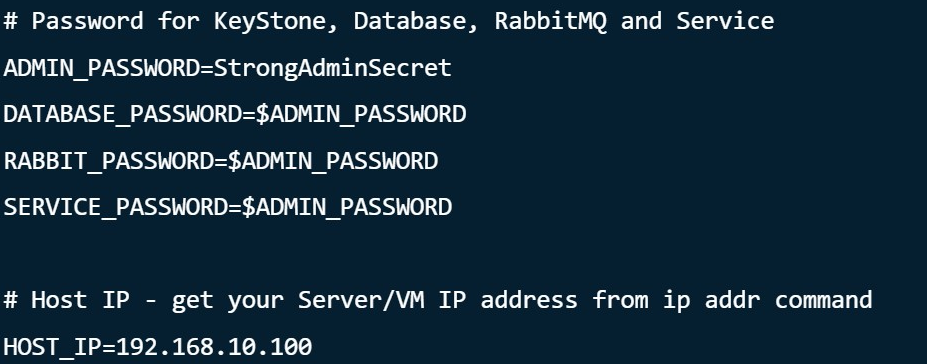 # Password for KeyStone, Database, RabbitMQ and Service
ADMIN_PASSWORD=StrongAdminSecret
DATABASE_PASSWORD=$ADMIN_PASSWORD
RABBIT_PASSWORD=$ADMIN_PASSWORD
SERVICE_PASSWORD=$ADMIN_PASSWORD
# Host IP - get your Server/VM IP address from ip addr command
HOST_IP=192.168.10.100